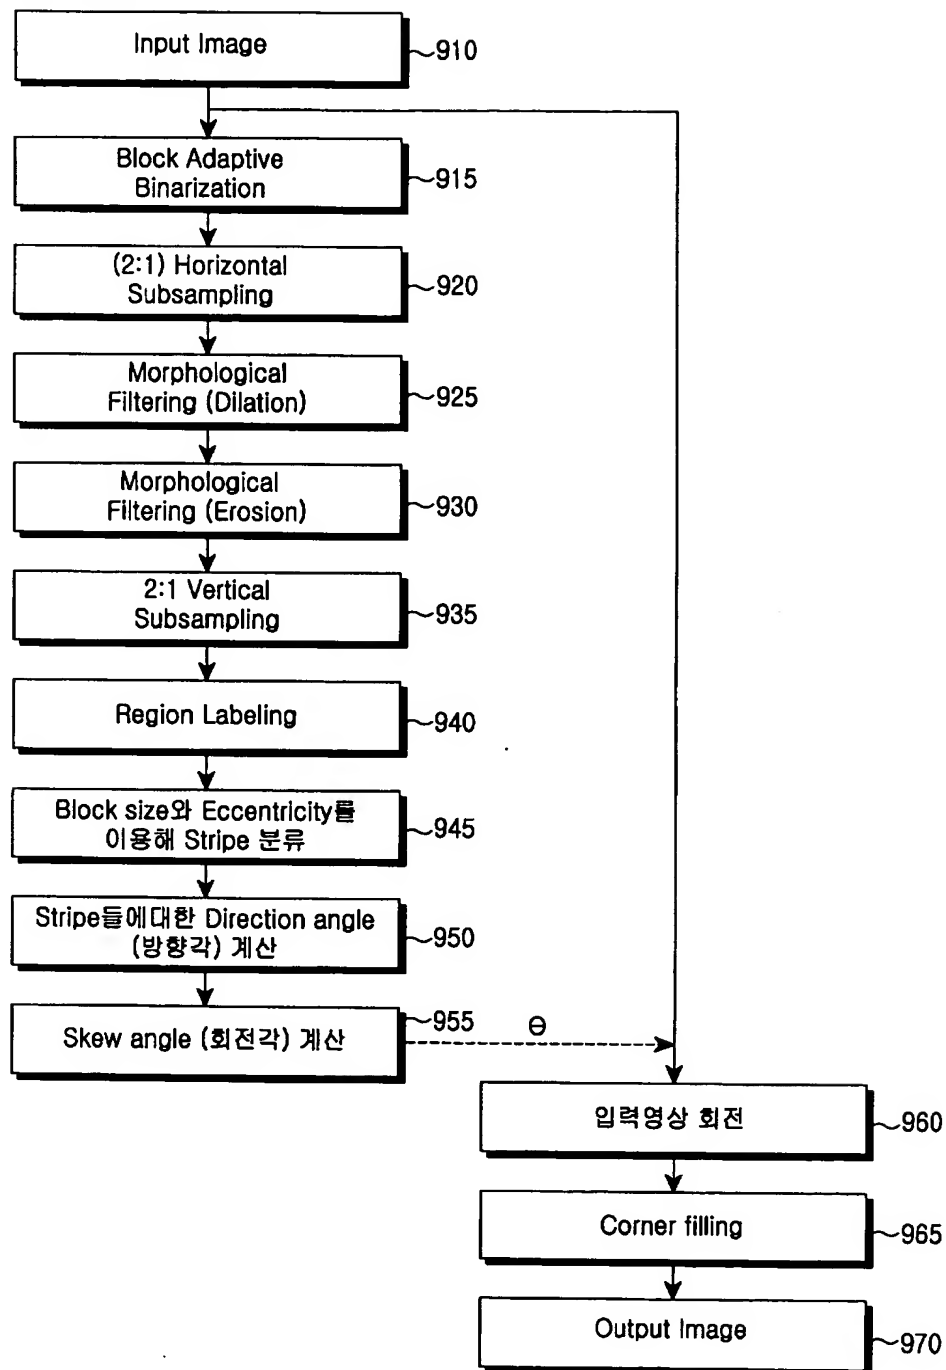 Input Image
910
Block Adaptive
Binarization
915
(2:1) Horizontal
Subsampling
920
Morphological
Filtering (Dilation)
925
Morphological
Filtering (Erosion)
930
2:1 Vertical
Subsampling
935
Region Labeling
940
Block size와 Eccentricity를
이용해 Stripe 분류
945
Stripe들에대한 Direction angle
(방향각) 계산
950
Skew angle (회전각) 계산
955
Θ
입력영상 회전
960
Corner filling
965
Output Image
970